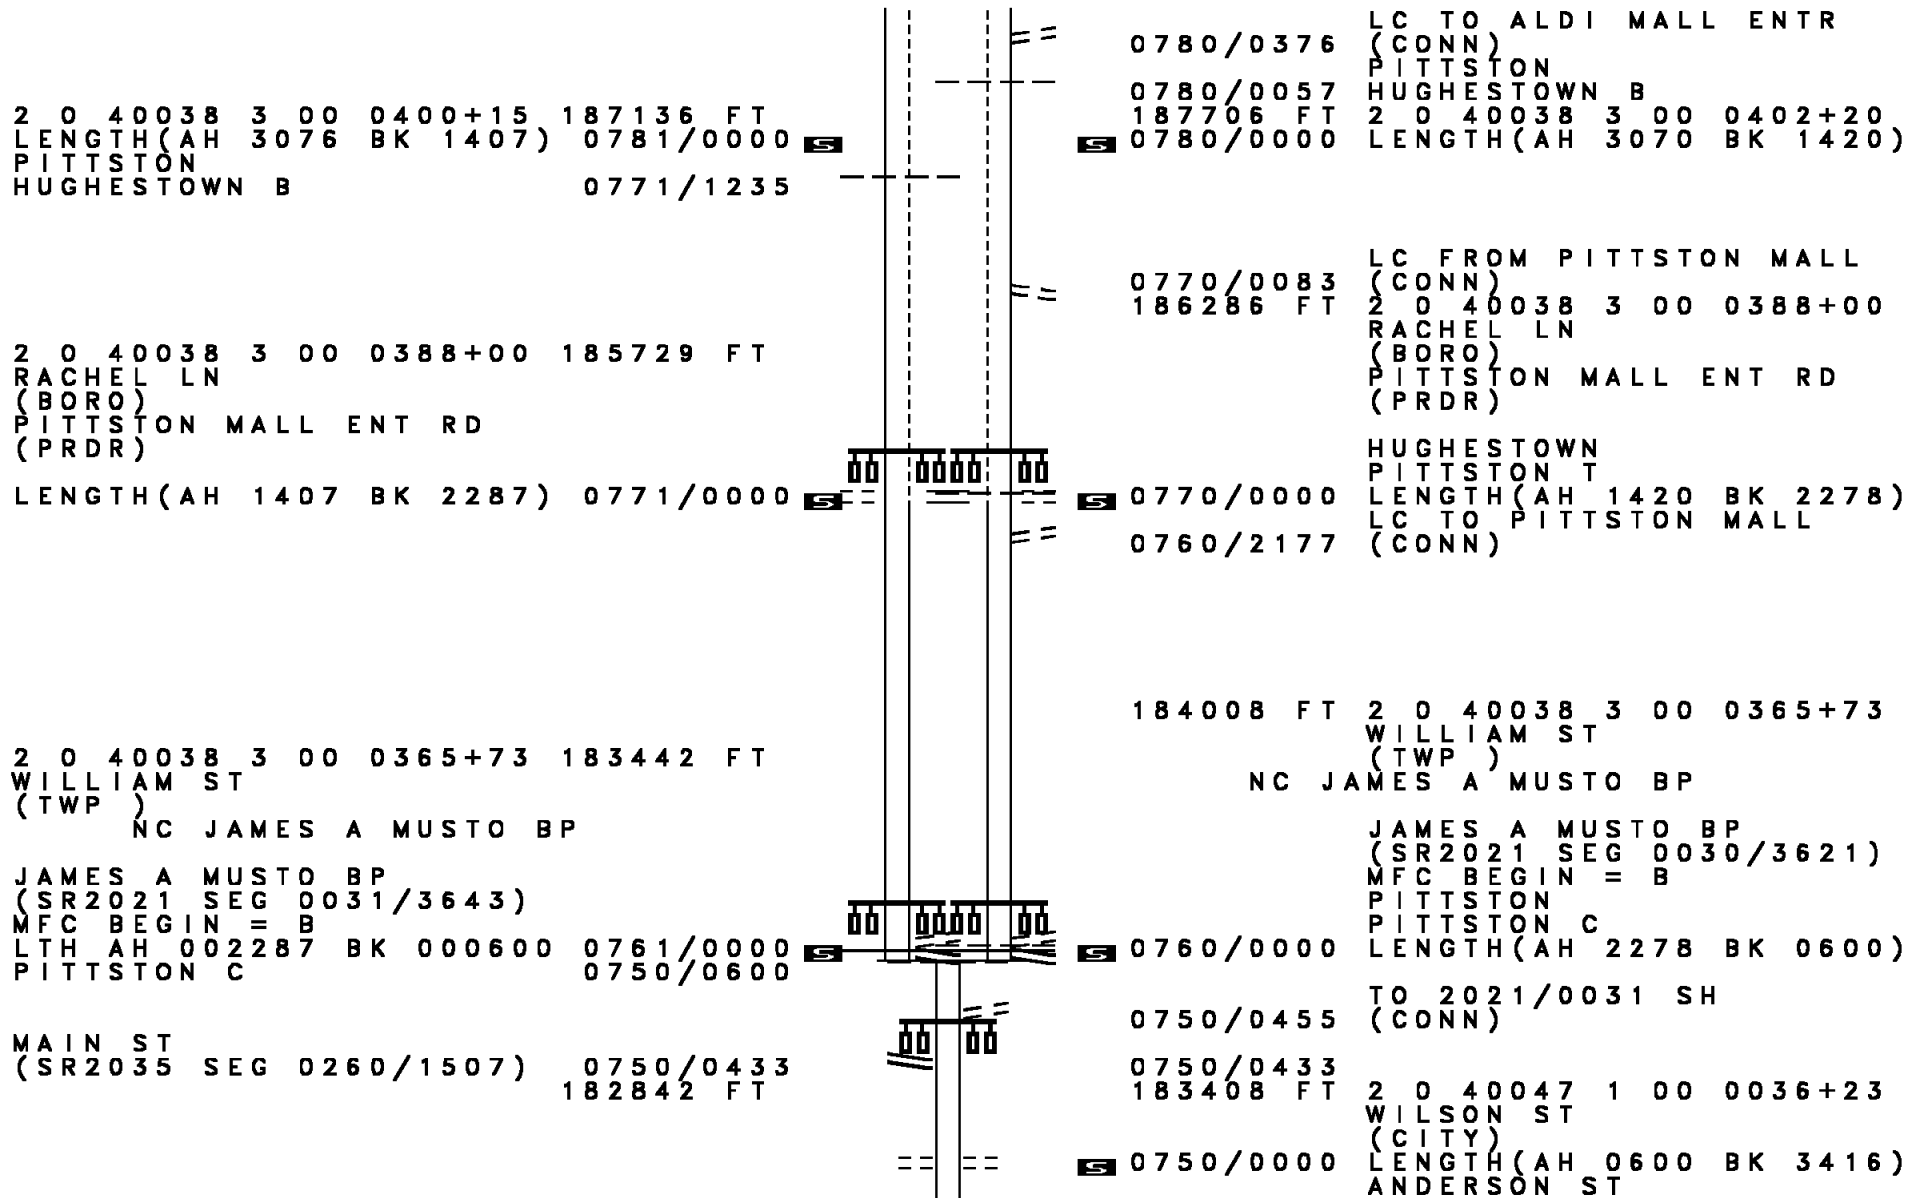 2 0 40038 3 00 0400+15 187136 FT
LENGTH(AH 3076 BK 1407) 0781/0000 S
PITTSTON
HUGHESTOWN B 0771/1235
2 0 40038 3 00 0388+00 185729 FT
RACHEL LN
(BORO)
PITTSTON MALL ENT RD
(PRDR)
LENGTH(AH 1407 BK 2287) 0771/0000 S
2 0 40038 3 00 0365+73 183442 FT
WILLIAM ST
(TWP )
NC JAMES A MUSTO BP
JAMES A MUSTO BP
(SR2021 SEG 0031/3643)
MFC BEGIN = B
LTH AH 002287 BK 000600 0761/0000 S
PITTSTON C 0750/0600
MAIN ST
(SR2035 SEG 0260/1507) 0750/0433
182842 FT
LC TO ALDI MALL ENTR
0780/0376 (CONN)
PITTSTON
0780/0057 HUGHESTOWN B
187706 FT 2 0 40038 3 00 0402+20
S 0780/0000 LENGTH(AH 3070 BK 1420)
LC FROM PITTSTON MALL
0770/0083 (CONN)
186286 FT 2 0 40038 3 00 0388+00
RACHEL LN
(BORO)
PITTSTON MALL ENT RD
(PRDR)
HUGHESTOWN
PITTSTON T
S 0770/0000 LENGTH(AH 1420 BK 2278)
LC TO PITTSTON MALL
0760/2177 (CONN)
184008 FT 2 0 40038 3 00 0365+73
WILLIAM ST
(TWP )
NC JAMES A MUSTO BP
JAMES A MUSTO BP
(SR2021 SEG 0030/3621)
MFC BEGIN = B
PITTSTON
PITTSTON C
S 0760/0000 LENGTH(AH 2278 BK 0600)
TO 2021/0031 SH
0750/0455 (CONN)
0750/0433
183408 FT 2 0 40047 1 00 0036+23
WILSON ST
(CITY)
S 0750/0000 LENGTH(AH 0600 BK 3416)
ANDERSON ST